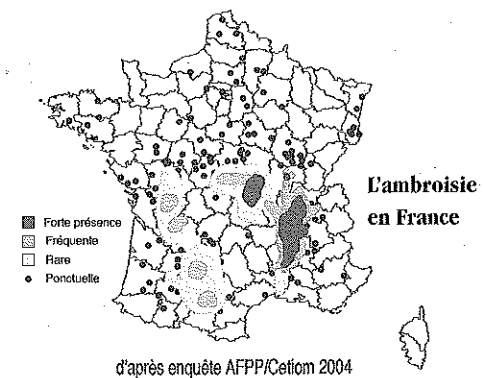 L'ambroisie
en France
Forte présence
Fréquente
Rare
Ponctuelle
d'après enquête AFPP/Cetiom 2004